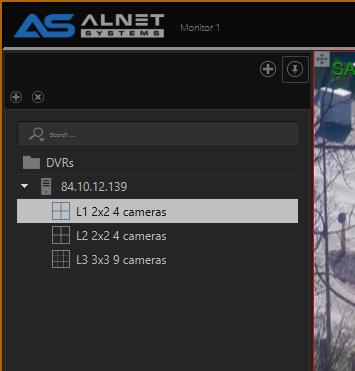 ALNET
SYSTEMS
Monitor 1
SA
Search ...
DVRs
84.10.12.139
L1 2x2 4 cameras
L2 2x2 4 cameras
L3 3x3 9 cameras